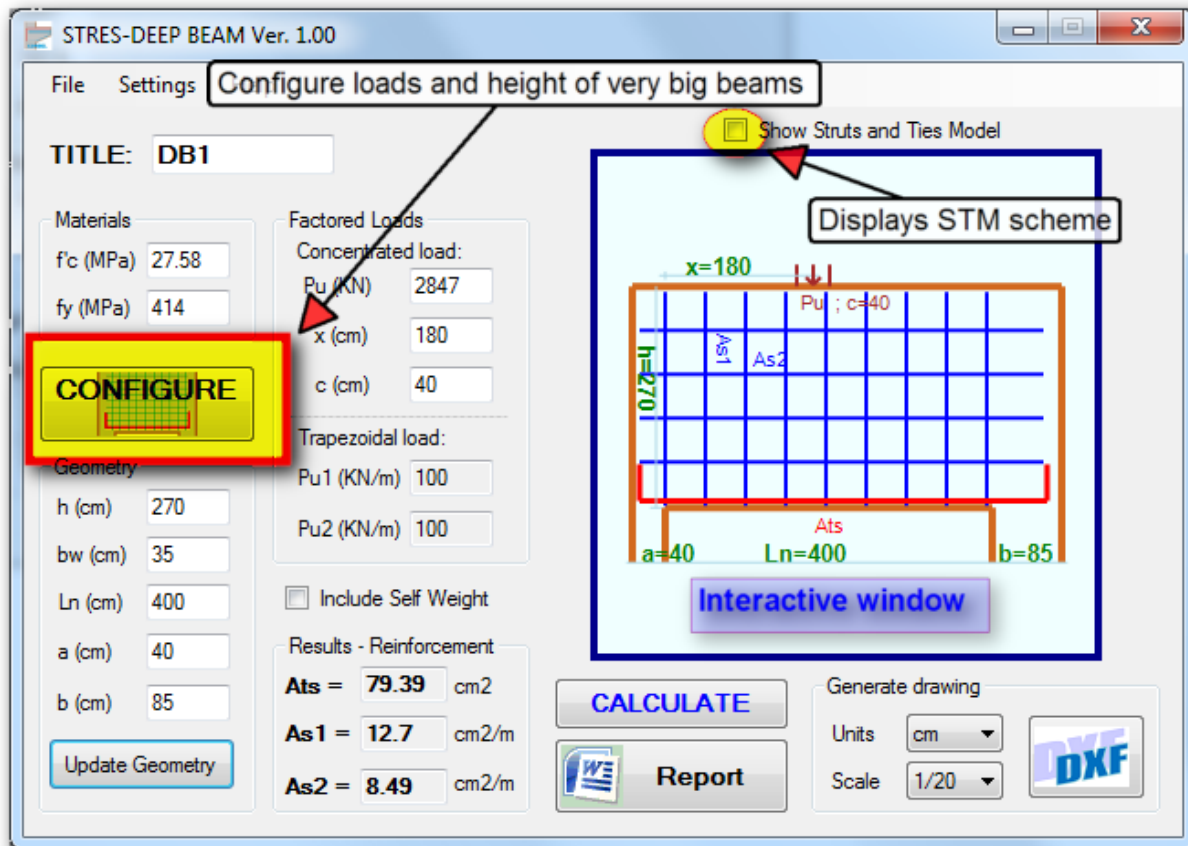 STRES-DEEP BEAM Ver. 1.00
File Settings
Configure loads and height of very big beams
Show Struts and Ties Model
TITLE: DB1
Displays STM scheme
Materials
f'c (MPa) 27.58
fy (MPa) 414
CONFIGURE
Geometry
h (cm) 270
bw (cm) 35
Ln (cm) 400
a (cm) 40
b (cm) 85
Update Geometry
Factored Loads
Concentrated load:
Pu (KN) 2847
x (cm) 180
c (cm) 40
Trapezoidal load:
Pu1 (KN/m) 100
Pu2 (KN/m) 100
Include Self Weight
Results - Reinforcement
Ats = 79.39 cm2
As1 = 12.7 cm2/m
As2 = 8.49 cm2/m
x=180
Pu ; c=40
As1
As2
h=270
Ats
a=40 Ln=400 b=85
Interactive window
CALCULATE
Report
Generate drawing
Units cm
Scale 1/20
DXF